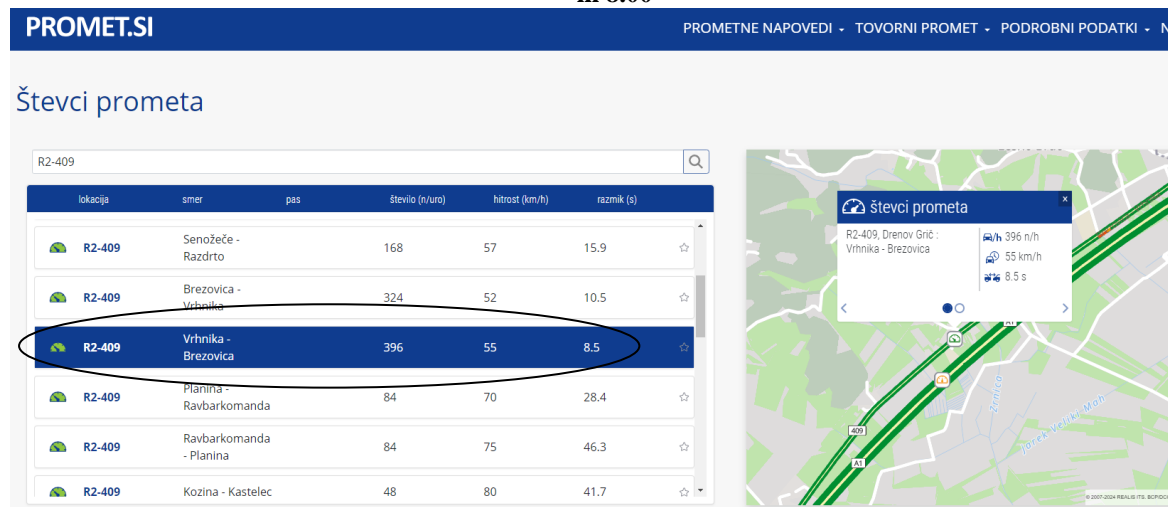 PROMET.SI
PROMETNE NAPOVEDI TOVORNI PROMET PODROBNI PODATKI
Števci prometa
R2-409
lokacija smer pas število (n/uro) hitrost (km/h) razmik (s)
R2-409 Senožeče - Razdrto 168 57 15.9
R2-409 Brezovica - Vrhnika 324 52 10.5
R2-409 Vrhnika - Brezovica 396 55 8.5
R2-409 Planina - Ravbarkomanda 84 70 28.4
R2-409 Ravbarkomanda - Planina 84 75 46.3
R2-409 Kozina - Kastelec 48 80 41.7
števci prometa x
R2-409, Drenov Grič :
Vrhnika - Brezovica
/h 396 n/h
55 km/h
8.5 s
A1
409
A1
Žrnica
Jarek Veliki Mah